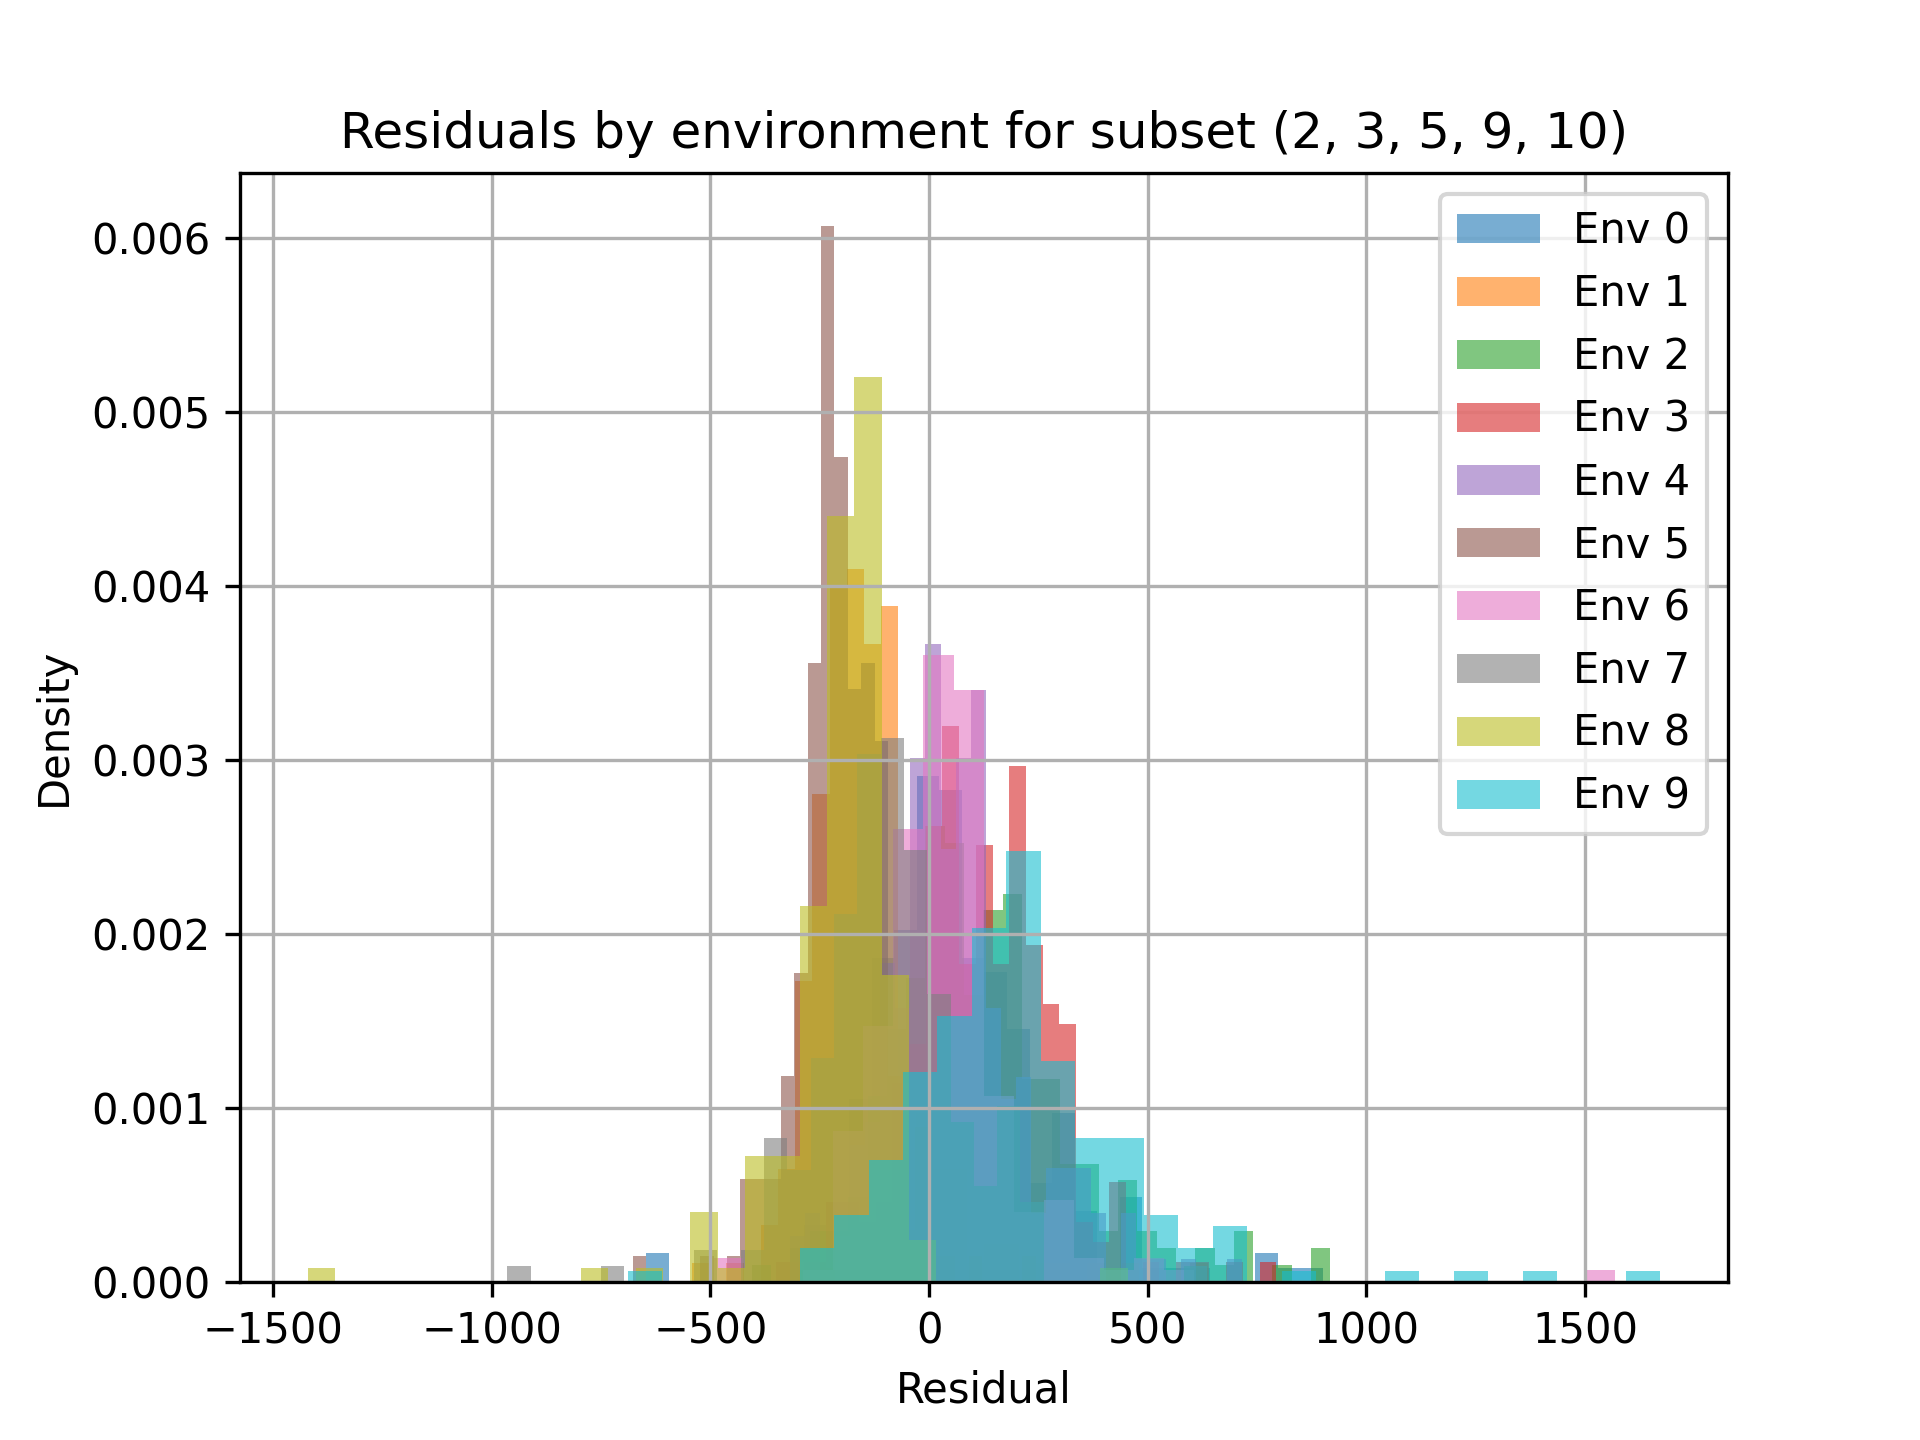 Residuals by environment for subset (2, 3, 5, 9, 10)
Env 0
Env 1
Env 2
Env 3
Env 4
Env 5
Env 6
Env 7
Env 8
Env 9
0.006
0.005
0.004
0.003
0.002
0.001
0.000
Density
−1500
−1000
−500
0
500
1000
1500
Residual